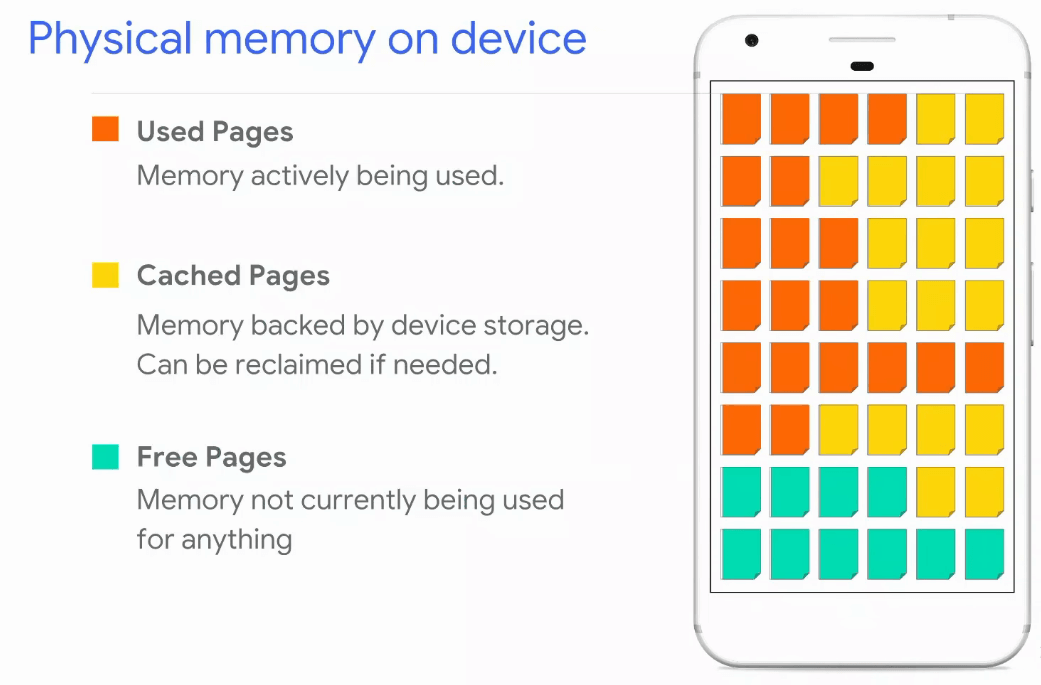 Physical memory on device
Used Pages
Memory actively being used.
Cached Pages
Memory backed by device storage.
Can be reclaimed if needed.
Free Pages
Memory not currently being used
for anything